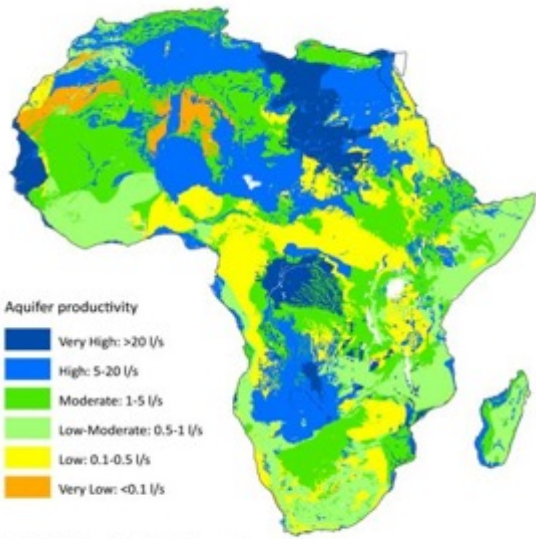 Aquifer productivity
Very High: >20 l/s
High: 5-20 l/s
Moderate: 1-5 l/s
Low-Moderate: 0.5-1 l/s
Low: 0.1-0.5 l/s
Very Low: <0.1 l/s